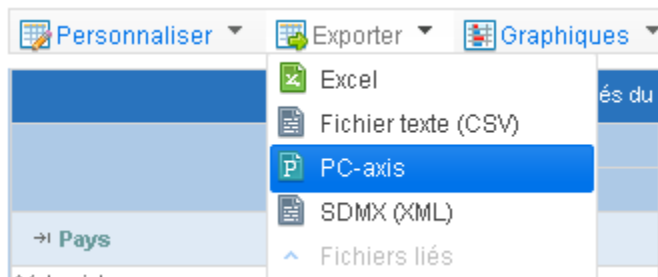 Personnaliser Exporter Graphiques
Excel
és du
Fichier texte (CSV)
PC-axis
SDMX (XML)
Pays
Fichiers liés